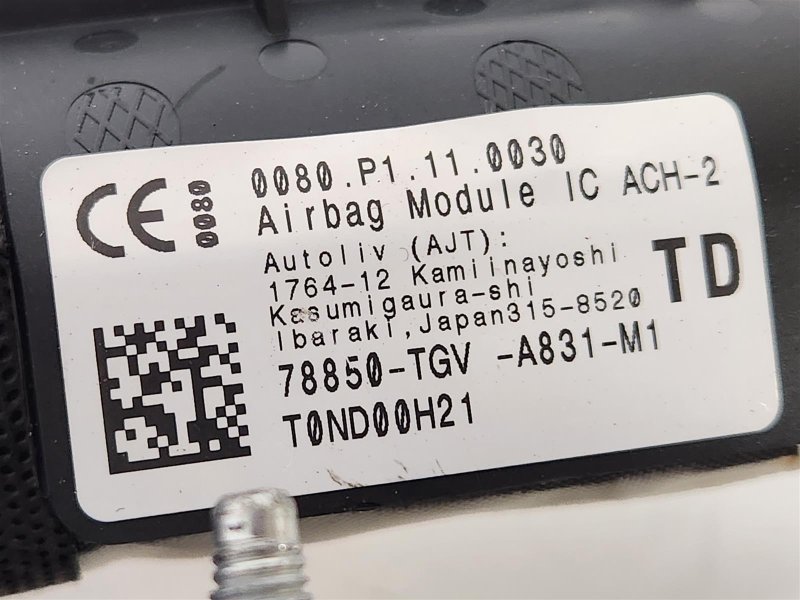 CE 0080
0080.P1.11.0030
Airbag Module IC ACH-2
Autoliv (AJT):
1764-12 Kamiinayoshi
Kasumigaura-shi
Ibaraki,Japan315-8520
TD
78850-TGV -A831-M1
T0ND00H21